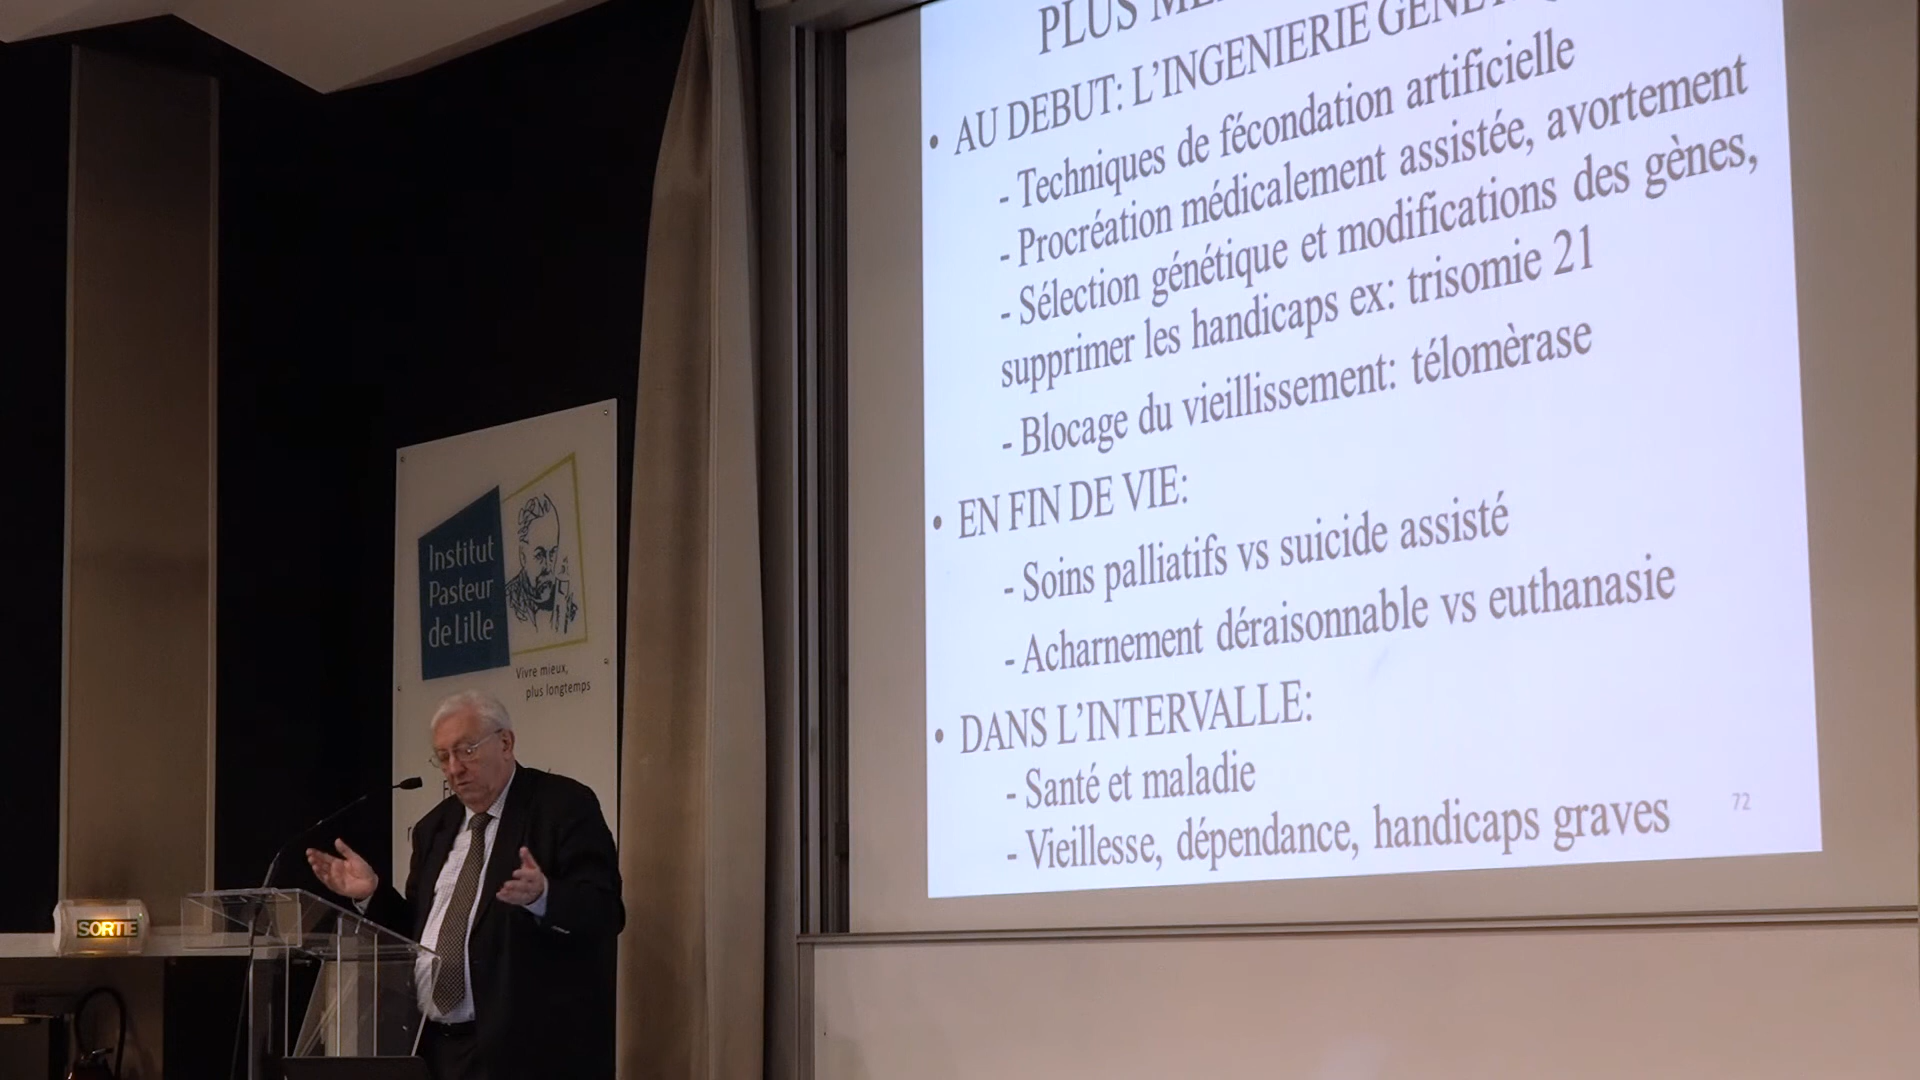 PLUS
• AU DEBUT: L'INGENIERIE
- Techniques de fécondation artificielle
- Procréation médicalement assistée, avortement
- Sélection génétique et modifications des gènes,
supprimer les handicaps ex: trisomie 21
- Blocage du vieillissement: télomèrase
• EN FIN DE VIE:
- Soins palliatifs vs suicide assisté
- Acharnement déraisonnable vs euthanasie
• DANS L'INTERVALLE:
- Santé et maladie
- Vieillesse, dépendance, handicaps graves
72
Institut
Pasteur
de Lille
Vivre mieux,
plus longtemps
SORTIE